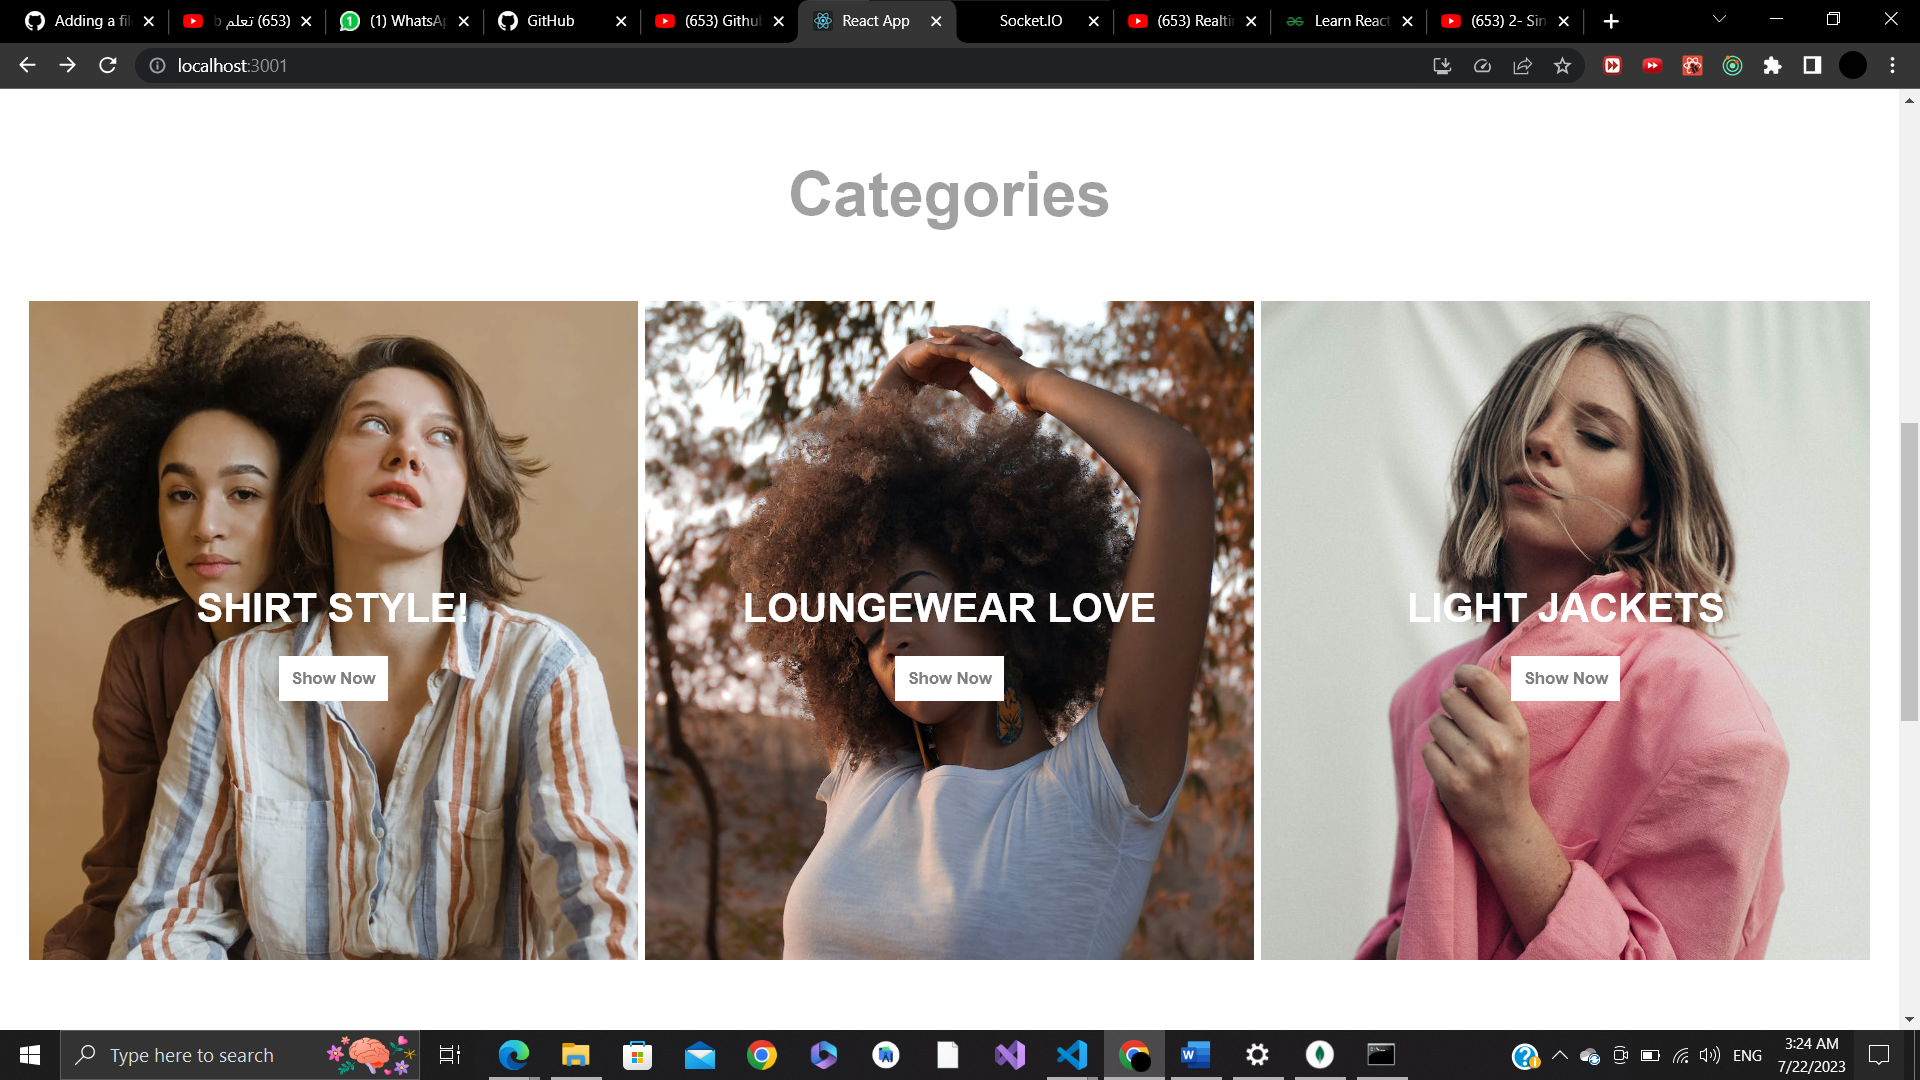 Adding a fil
(653) تعلم b
(1) WhatsAp
GitHub
(653) Github
React App
Socket.IO
(653) Realtim
Learn React
(653) 2- Sin
localhost:3001
Categories
SHIRT STYLE!
LOUNGEWEAR LOVE
LIGHT JACKETS
Show Now
Show Now
Show Now
Type here to search
ENG
3:24 AM
7/22/2023